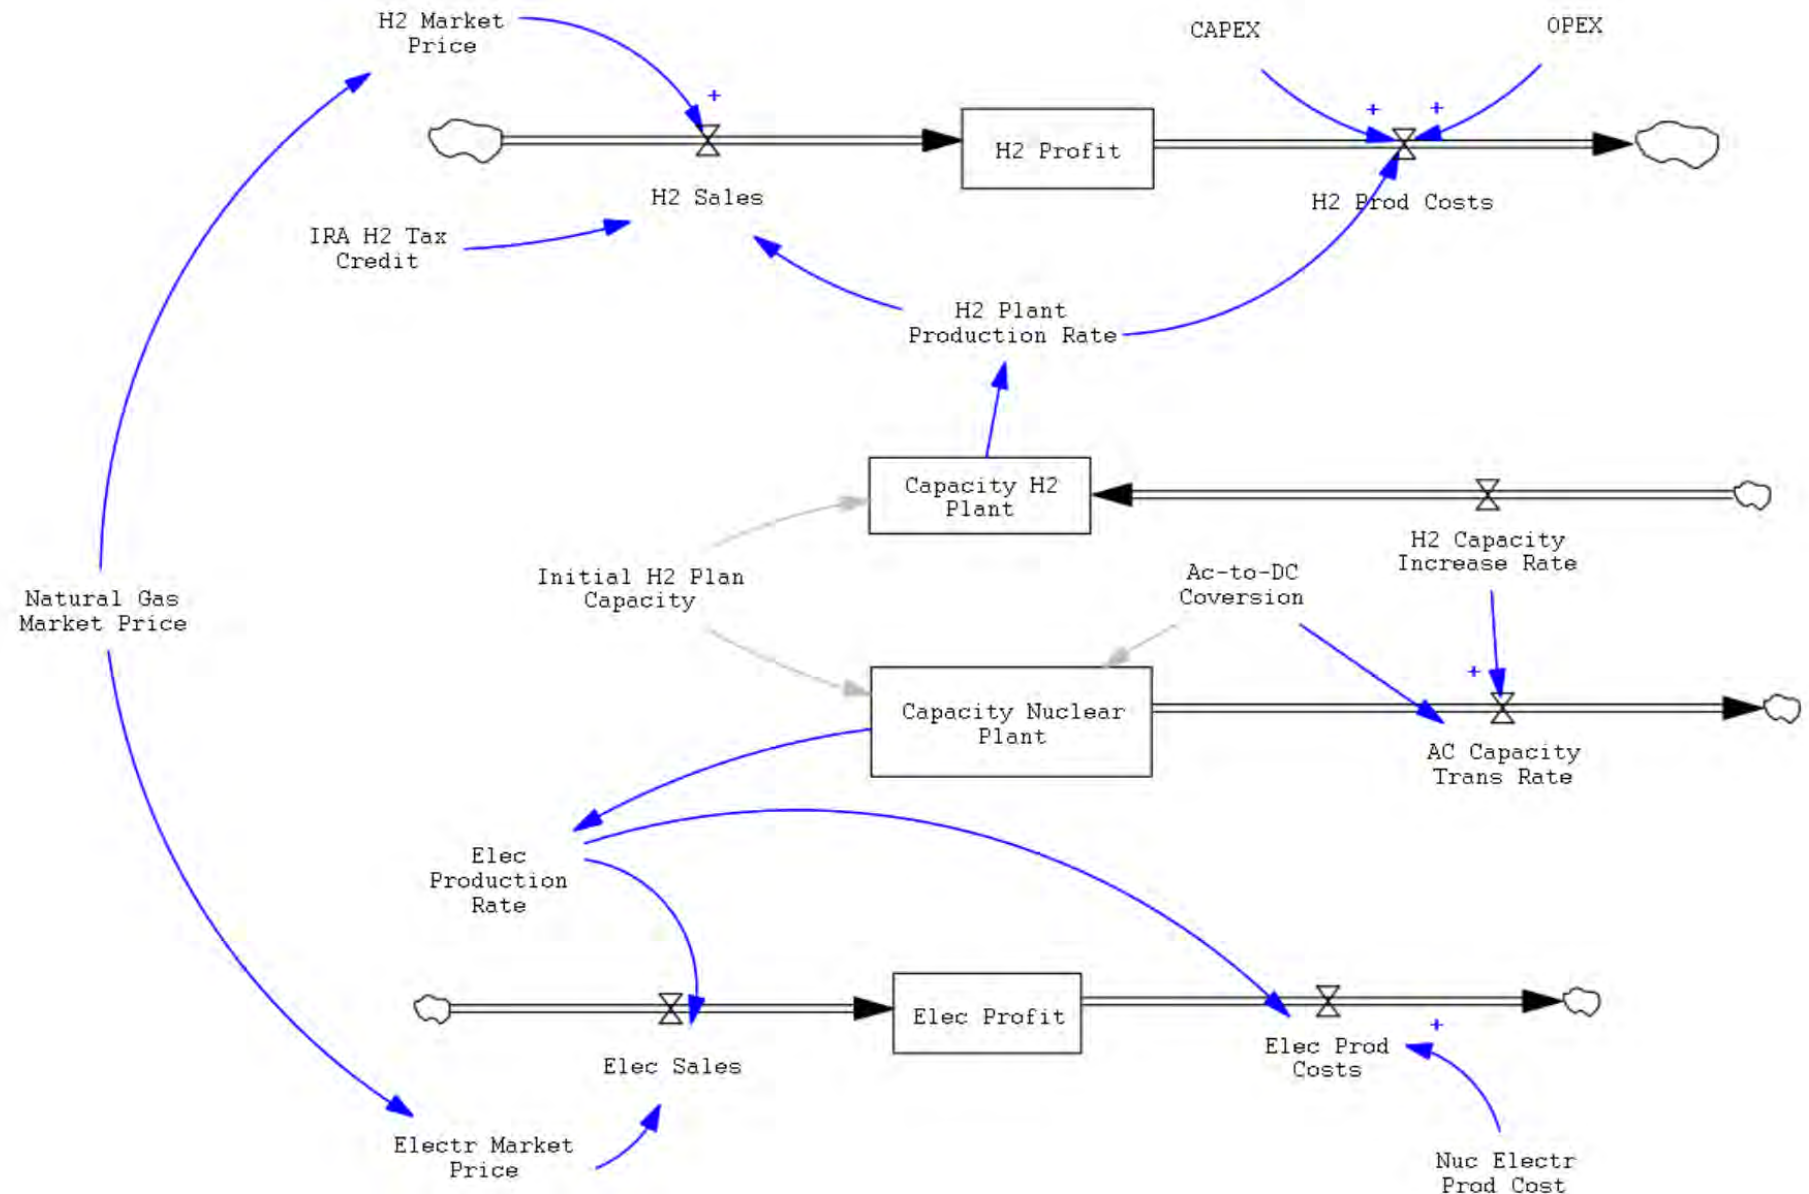 H2 Market
Price
CAPEX
OPEX
+
+
+
H2 Profit
H2 Sales
H2 Prod Costs
IRA H2 Tax
Credit
H2 Plant
Production Rate
Capacity H2
Plant
H2 Capacity
Increase Rate
Initial H2 Plan
Capacity
Ac-to-DC
Coversion
Natural Gas
Market Price
+
Capacity Nuclear
Plant
AC Capacity
Trans Rate
Elec
Production
Rate
Elec Profit
+
Elec Sales
Elec Prod
Costs
Electr Market
Price
Nuc Electr
Prod Cost